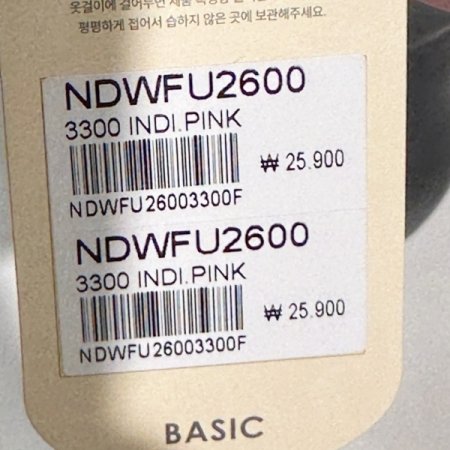 옷걸이에 걸어두면 제품
평평하게 접어서 습하지 않은 곳에 보관해주세요.
NDWFU2600
3300 INDI.PINK
₩ 25.900
NDWFU26003300F
NDWFU2600
3300 INDI.PINK
₩ 25.900
NDWFU26003300F
BASIC